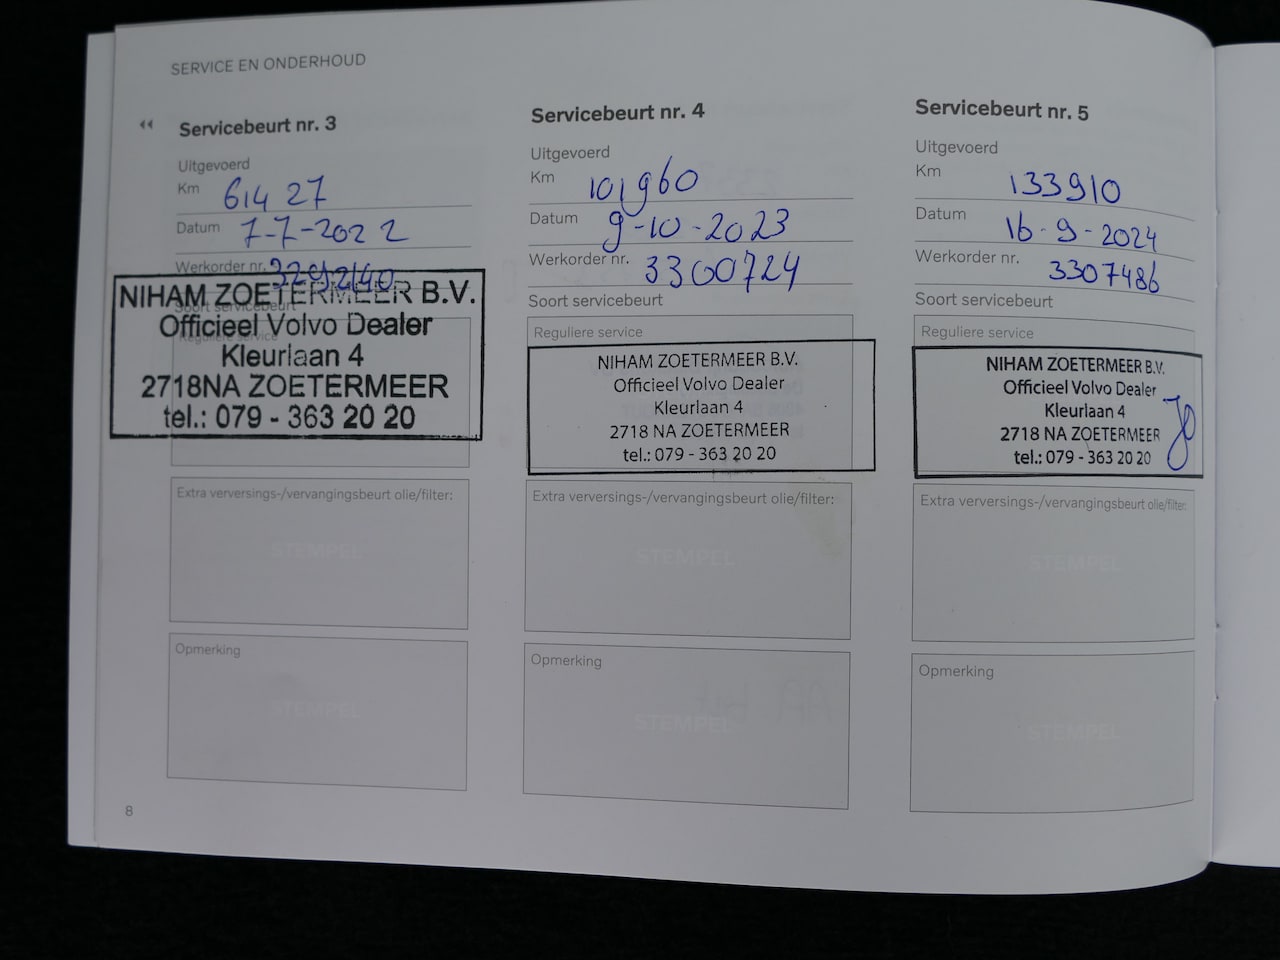 SERVICE EN ONDERHOUD
Servicebeurt nr. 3
Uitgevoerd
Km 61427
Datum 7-7-2022
Werkorder nr. 3292140
Soort servicebeurt
Reguliere service
NIHAM ZOETERMEER B.V.
Officieel Volvo Dealer
Kleurlaan 4
2718NA ZOETERMEER
tel.: 079 - 363 20 20
Extra verversings-/vervangingsbeurt olie/filter:
STEMPEL
Opmerking
STEMPEL
Servicebeurt nr. 4
Uitgevoerd
Km 101960
Datum 9-10-2023
Werkorder nr. 3300724
Soort servicebeurt
Reguliere service
NIHAM ZOETERMEER B.V.
Officieel Volvo Dealer
Kleurlaan 4
2718 NA ZOETERMEER
tel.: 079 - 363 20 20
Extra verversings-/vervangingsbeurt olie/filter:
STEMPEL
Opmerking
STEMPEL
Servicebeurt nr. 5
Uitgevoerd
Km 133910
Datum 16-9-2024
Werkorder nr. 3307486
Soort servicebeurt
Reguliere service
NIHAM ZOETERMEER B.V.
Officieel Volvo Dealer
Kleurlaan 4
2718 NA ZOETERMEER
tel.: 079 - 363 20 20
Extra verversings-/vervangingsbeurt olie/filter:
STEMPEL
Opmerking
STEMPEL
8